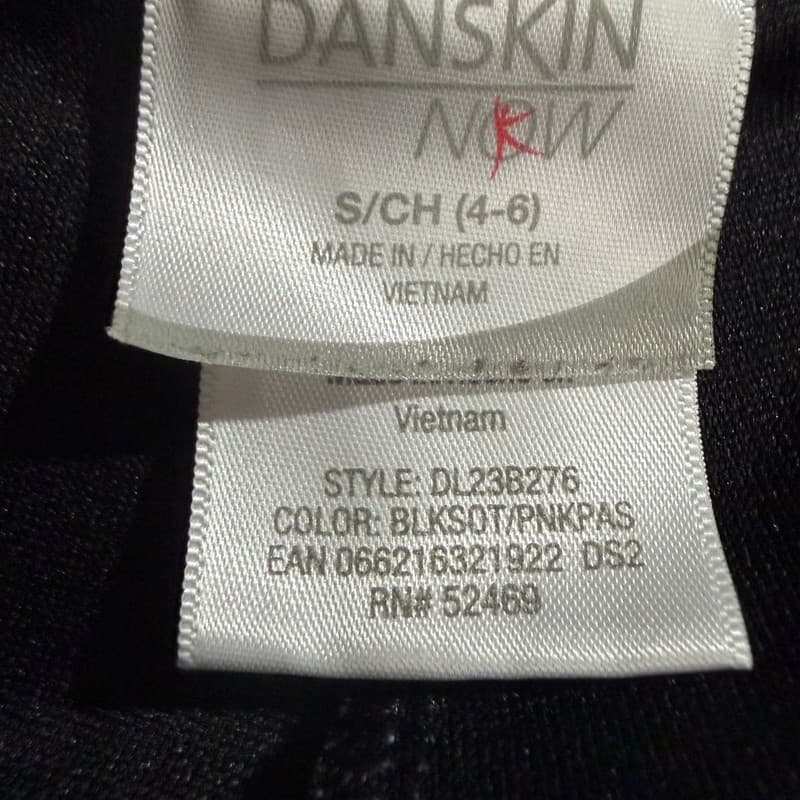 DANSKIN
NOW
S/CH (4-6)
MADE IN / HECHO EN
VIETNAM
Vietnam
STYLE: DL23B276
COLOR: BLKSOT/PNKPAS
EAN 066216321922 DS2
RN# 52469